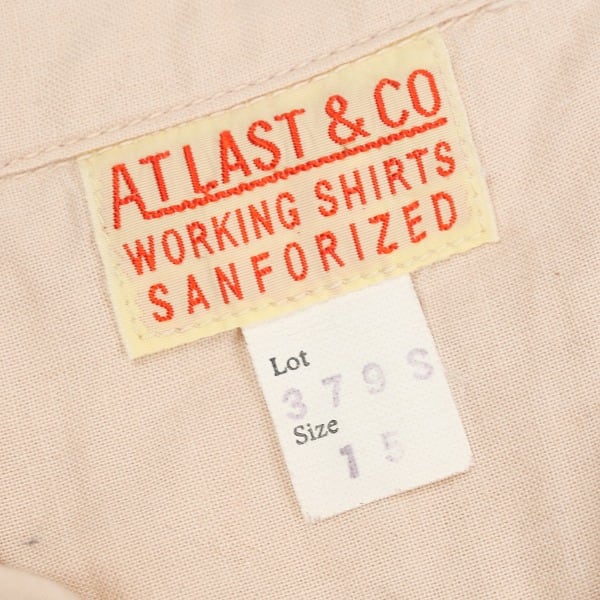 AT LAST & CO
WORKING SHIRTS
SANFORIZED
Lot
379S
Size
15